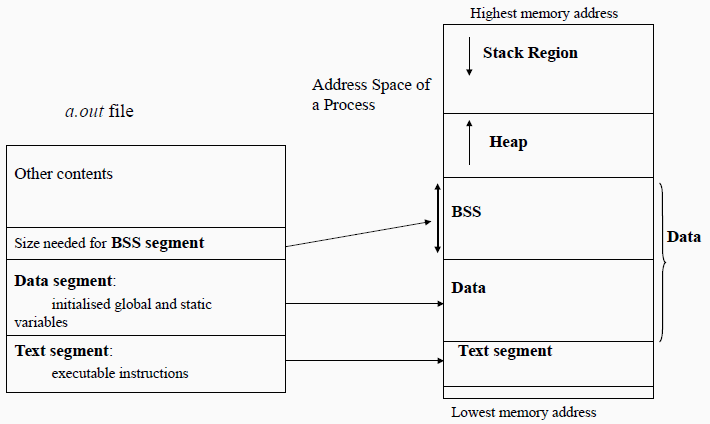 a.out file
Other contents
Size needed for BSS segment
Data segment:
initialised global and static
variables
Text segment:
executable instructions
Address Space of
a Process
Highest memory address
Stack Region
Heap
BSS
Data
Data
Text segment
Lowest memory address